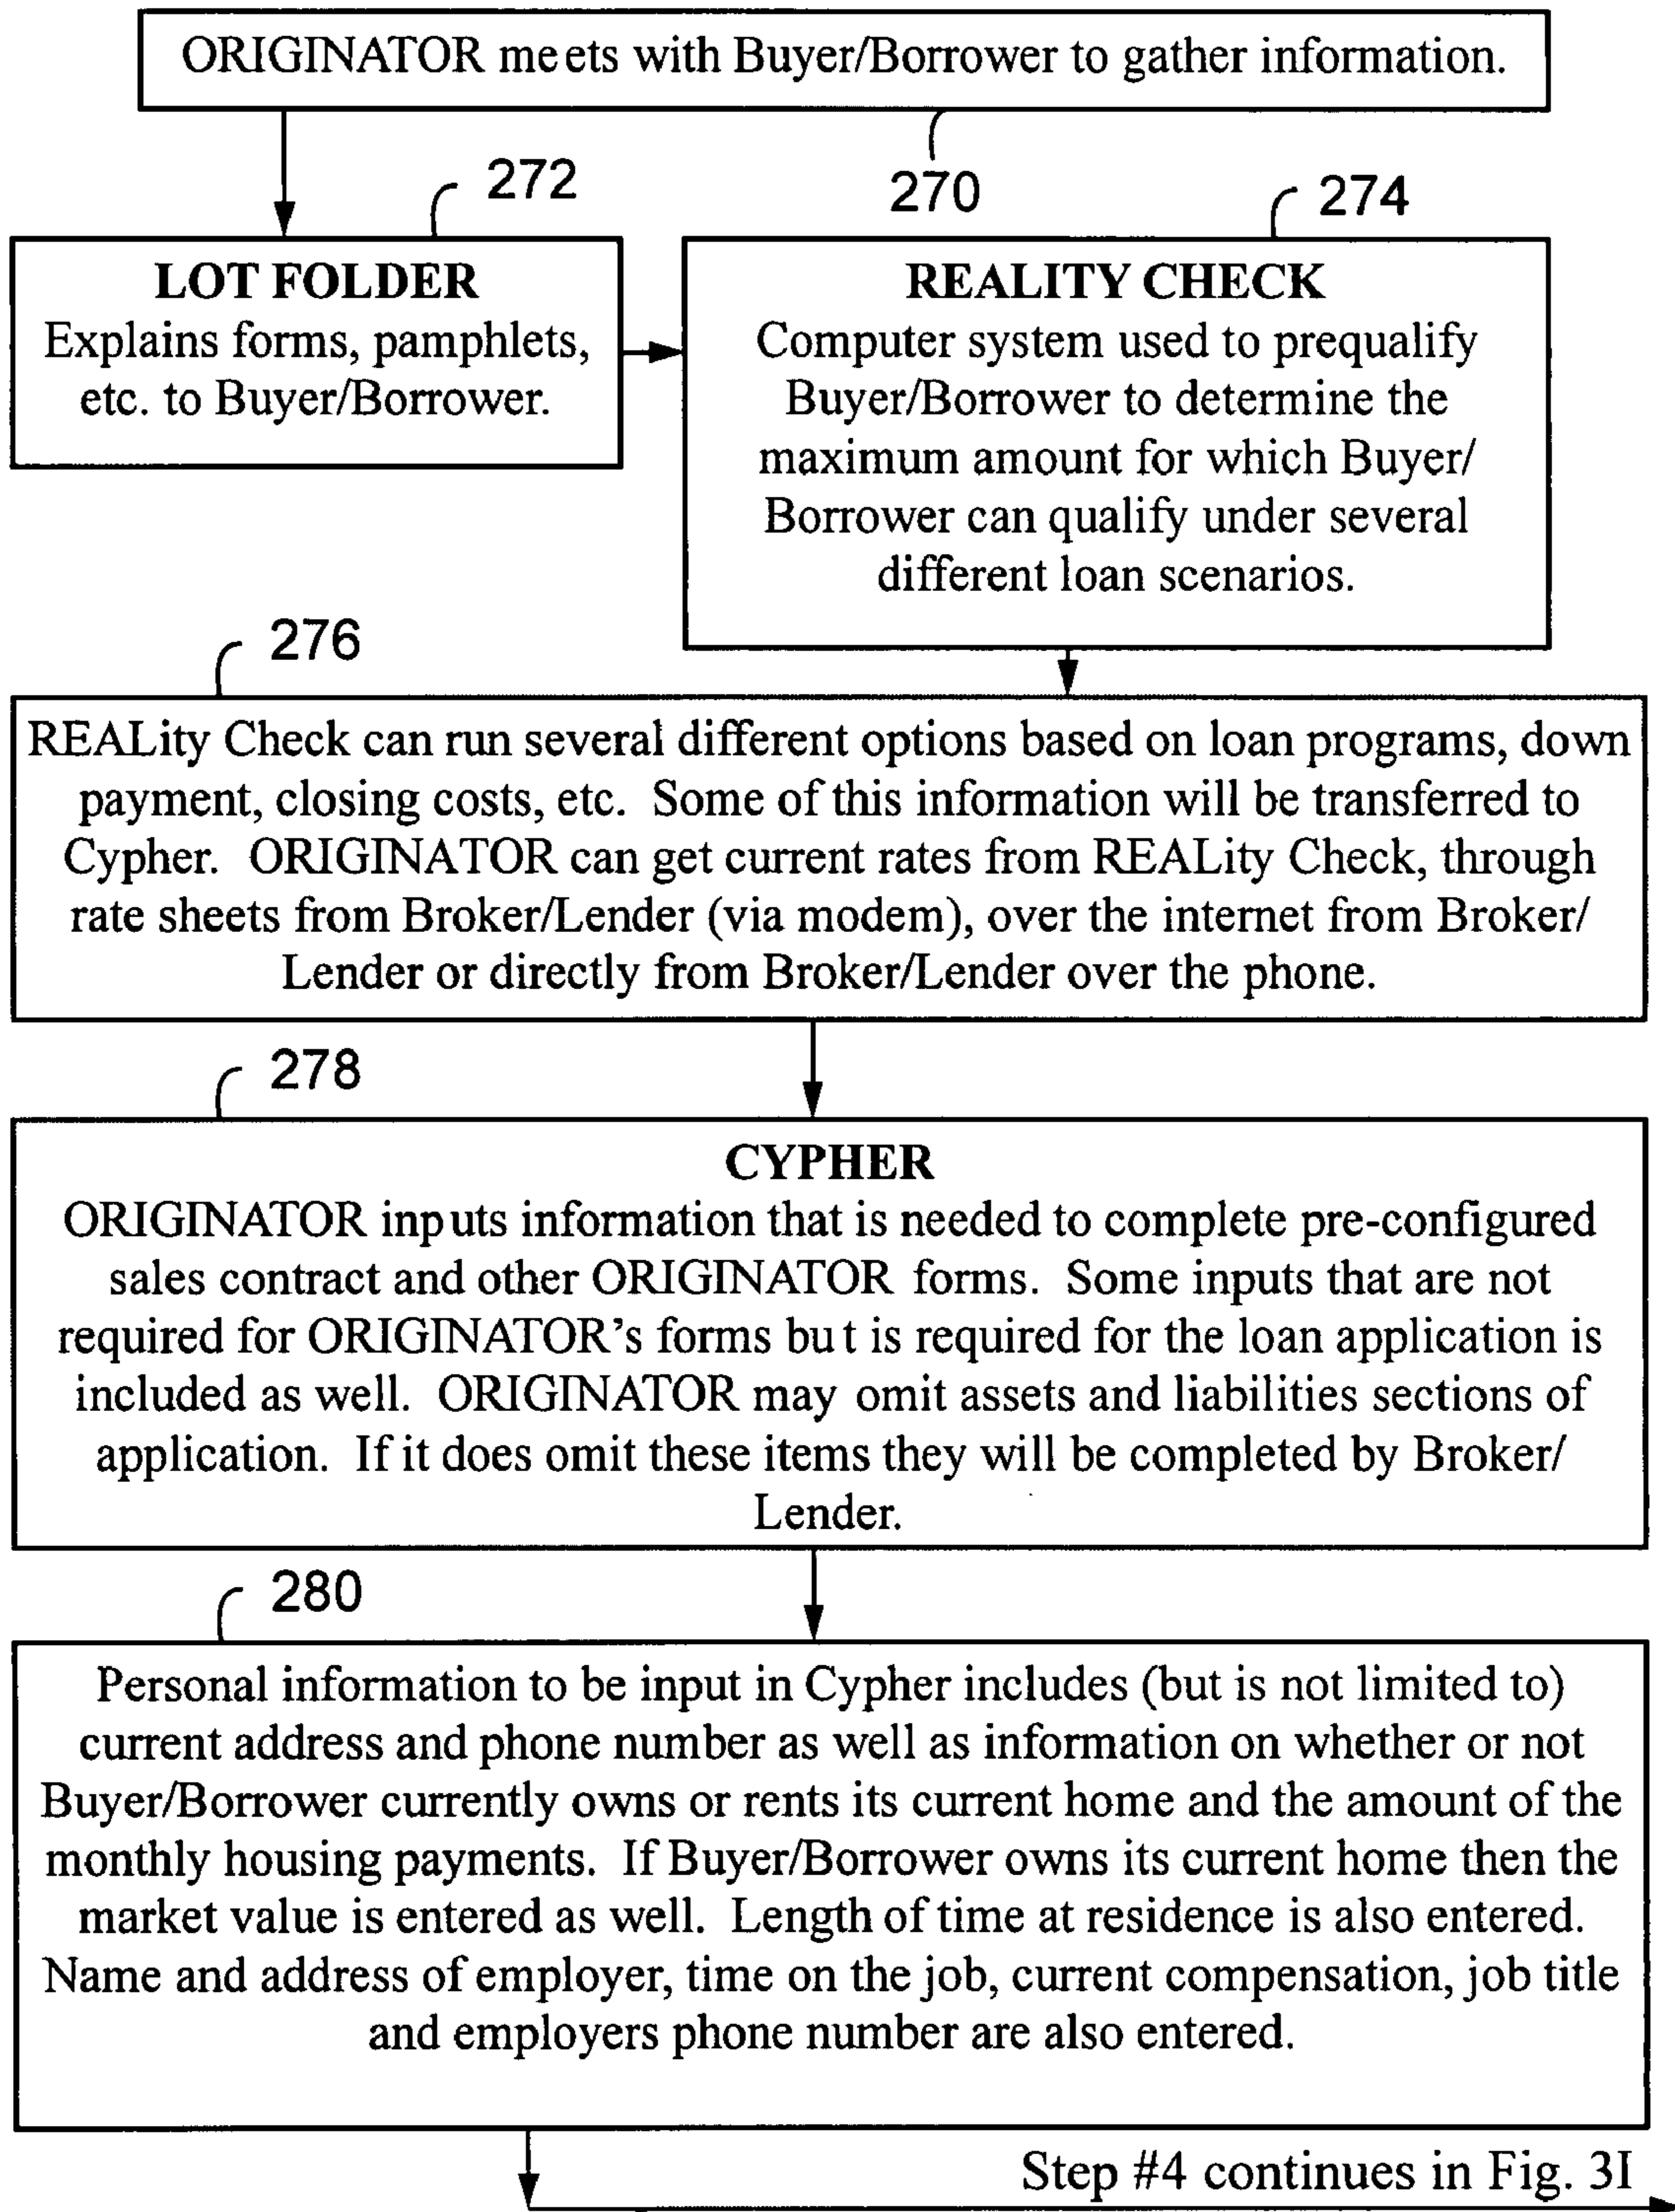 ORIGINATOR meets with Buyer/Borrower to gather information.
270
272
LOT FOLDER
Explains forms, pamphlets,
etc. to Buyer/Borrower.
274
REALITY CHECK
Computer system used to prequalify
Buyer/Borrower to determine the
maximum amount for which Buyer/
Borrower can qualify under several
different loan scenarios.
276
REALity Check can run several different options based on loan programs, down
payment, closing costs, etc. Some of this information will be transferred to
Cypher. ORIGINATOR can get current rates from REALity Check, through
rate sheets from Broker/Lender (via modem), over the internet from Broker/
Lender or directly from Broker/Lender over the phone.
278
CYPHER
ORIGINATOR inputs information that is needed to complete pre-configured
sales contract and other ORIGINATOR forms. Some inputs that are not
required for ORIGINATOR's forms but is required for the loan application is
included as well. ORIGINATOR may omit assets and liabilities sections of
application. If it does omit these items they will be completed by Broker/
Lender.
280
Personal information to be input in Cypher includes (but is not limited to)
current address and phone number as well as information on whether or not
Buyer/Borrower currently owns or rents its current home and the amount of the
monthly housing payments. If Buyer/Borrower owns its current home then the
market value is entered as well. Length of time at residence is also entered.
Name and address of employer, time on the job, current compensation, job title
and employers phone number are also entered.
Step #4 continues in Fig. 3I